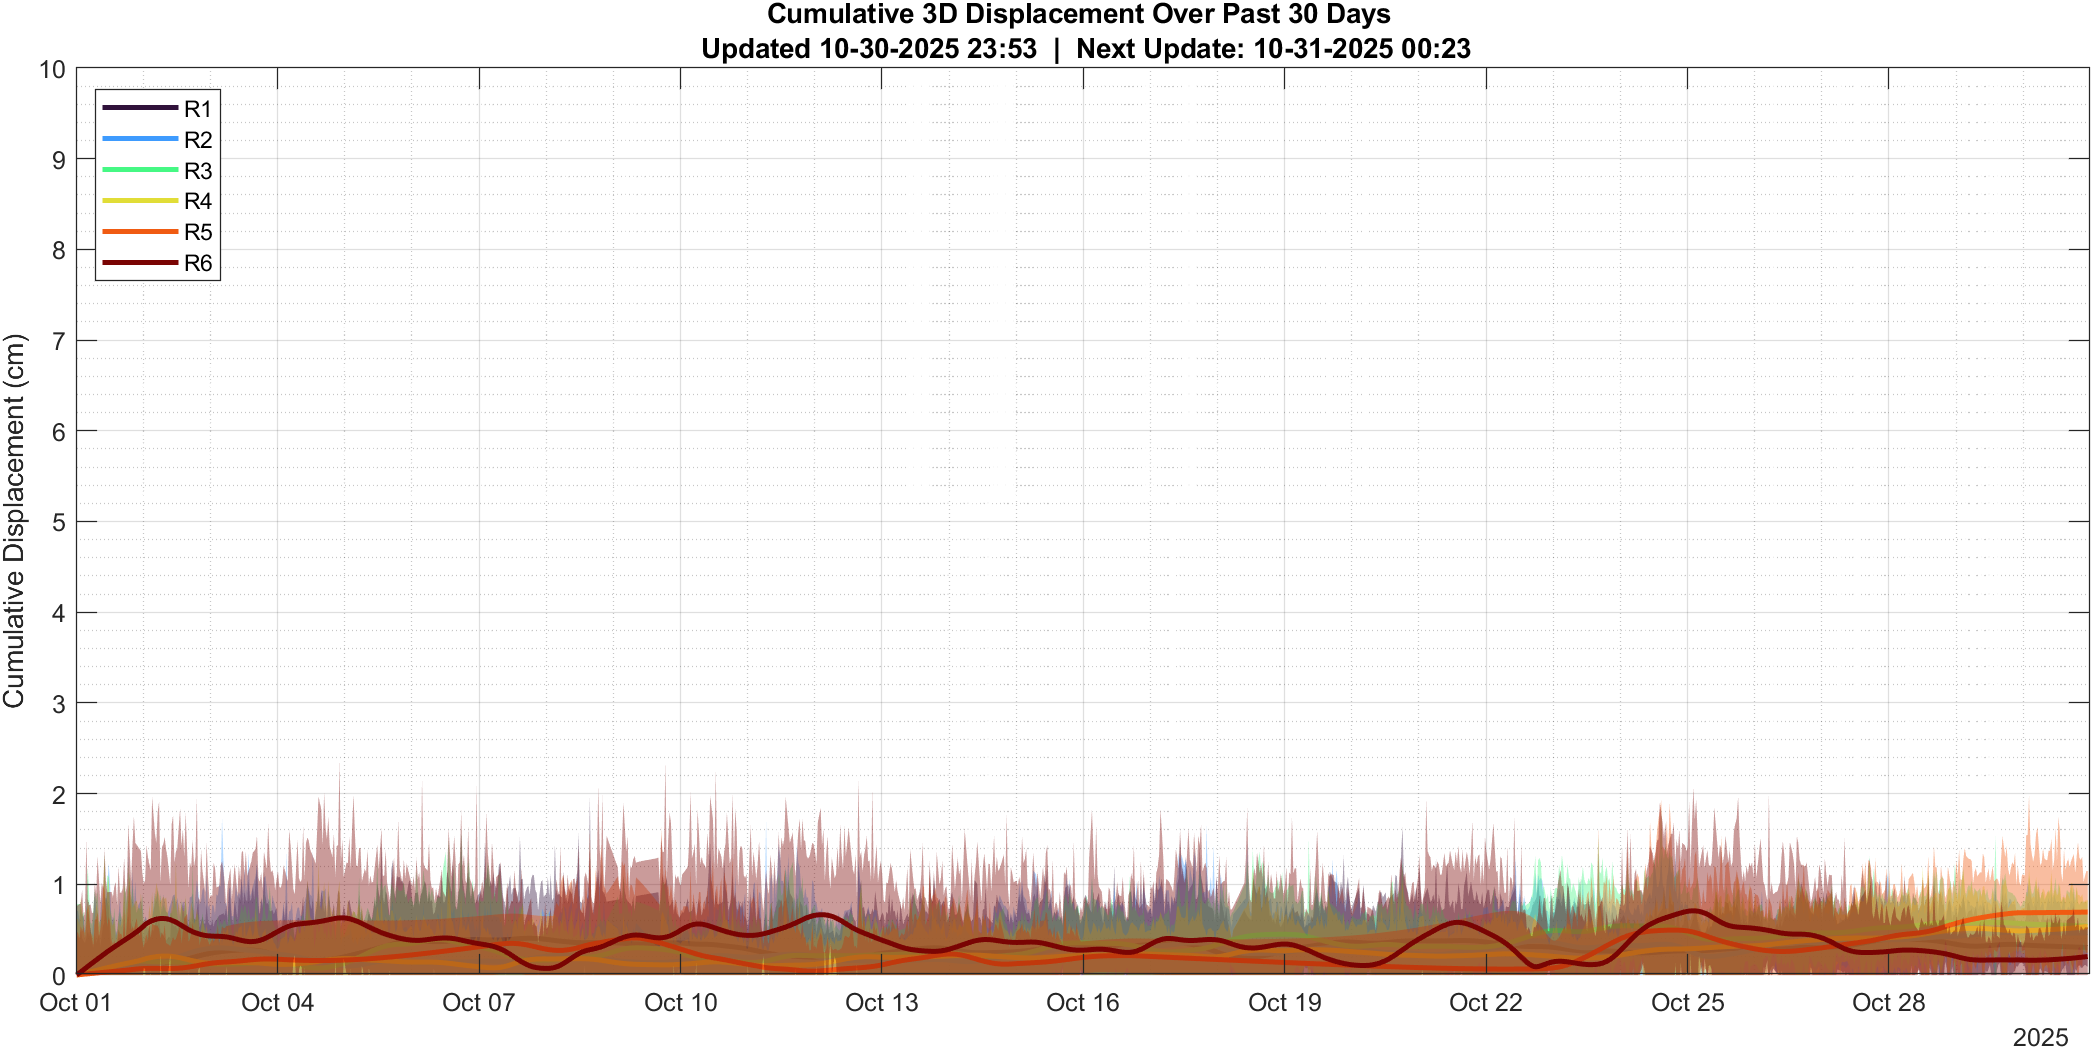 Cumulative 3D Displacement Over Past 30 Days
Updated 10-30-2025 23:53 | Next Update: 10-31-2025 00:23
10
9
8
7
6
5
4
3
2
1
0
Cumulative Displacement (cm)
R1
R2
R3
R4
R5
R6
Oct 01
Oct 04
Oct 07
Oct 10
Oct 13
Oct 16
Oct 19
Oct 22
Oct 25
Oct 28
2025